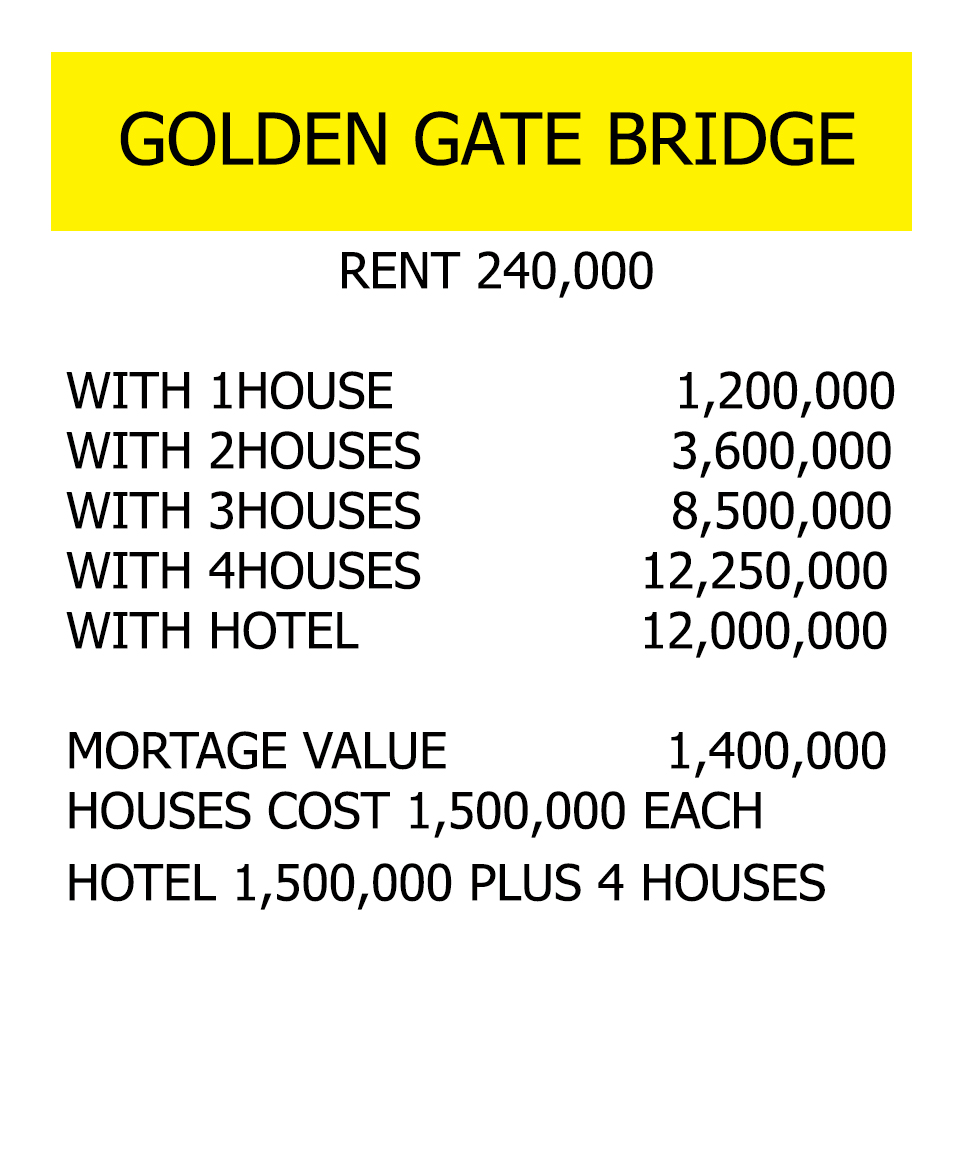 GOLDEN GATE BRIDGE
RENT 240,000
WITH 1HOUSE 1,200,000
WITH 2HOUSES 3,600,000
WITH 3HOUSES 8,500,000
WITH 4HOUSES 12,250,000
WITH HOTEL 12,000,000
MORTAGE VALUE 1,400,000
HOUSES COST 1,500,000 EACH
HOTEL 1,500,000 PLUS 4 HOUSES